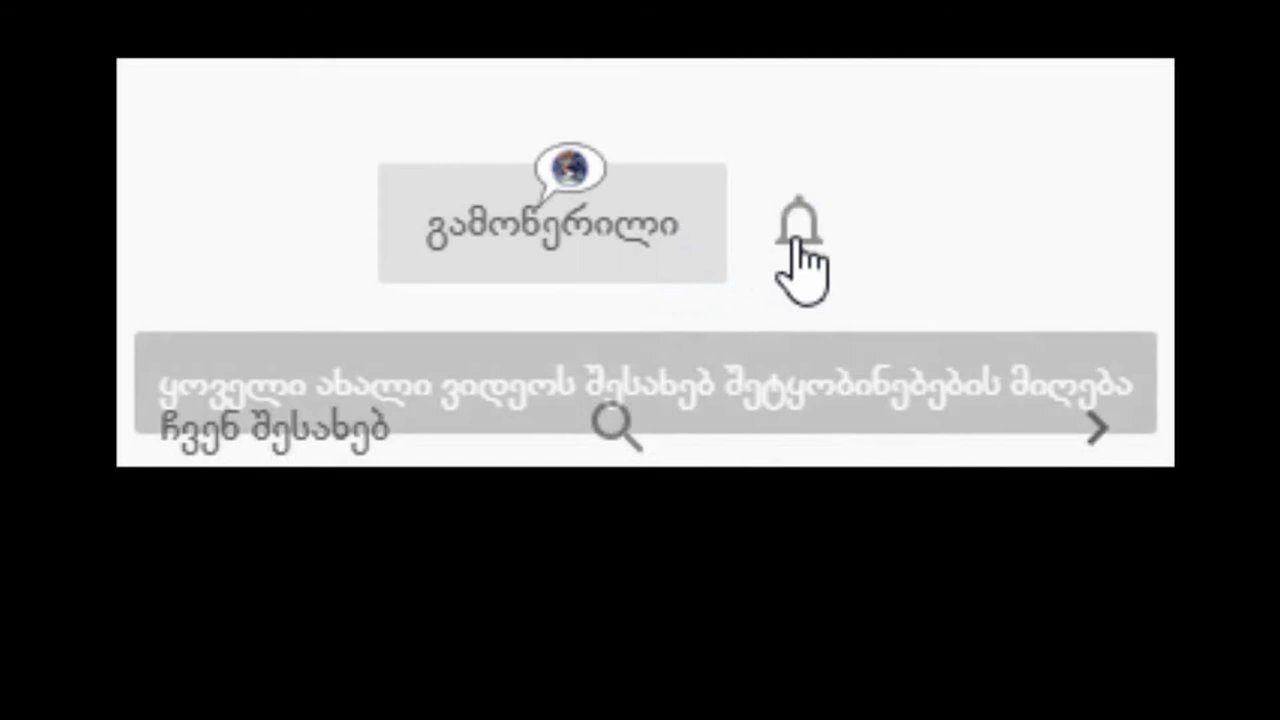 გამოწერილი
ყოველი ახალი ვიდეოს შესახებ შეტყობინებების მიღება
ჩვენ შესახებ